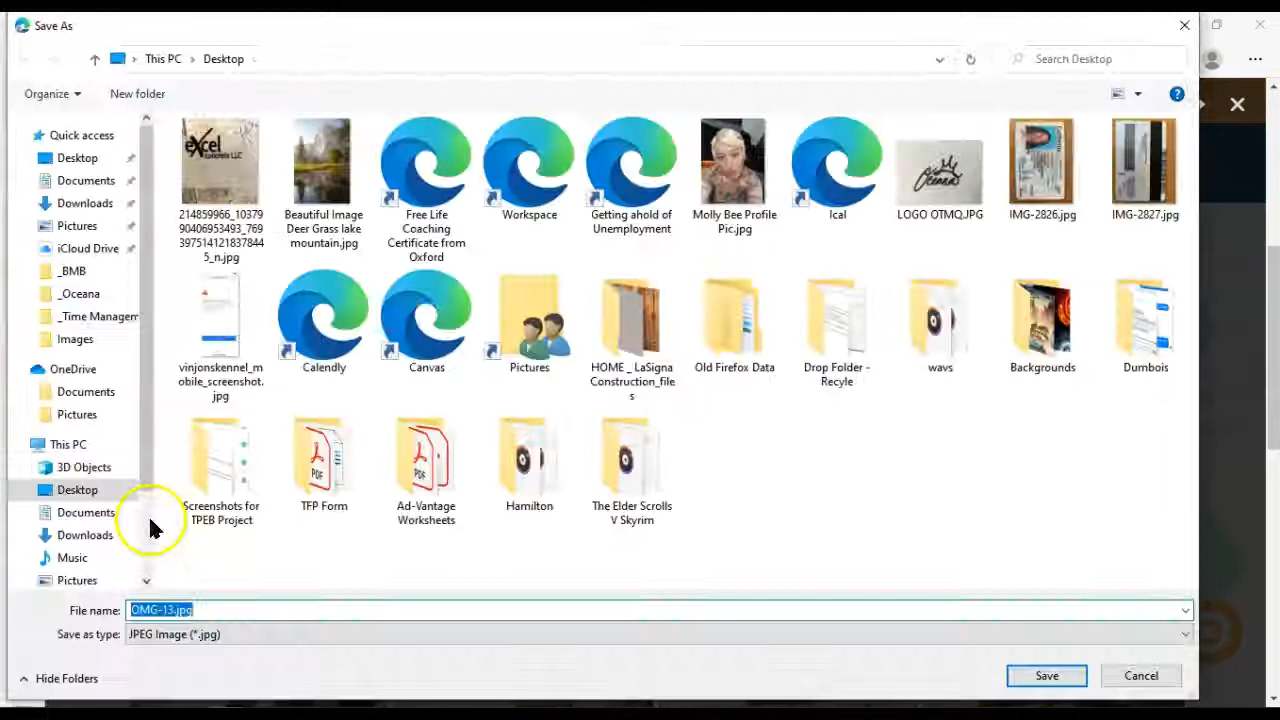 Save As
This PC > Desktop >
Search Desktop
Organize
New folder
Quick access
Desktop
Documents
Downloads
Pictures
iCloud Drive
_BMB
_Oceana
_Time Managem
Images
OneDrive
Documents
Pictures
This PC
3D Objects
Desktop
Documents
Downloads
Music
Pictures
excel
concrete LLC
214859966_10379
90406953493_769
397514121837844
5_n.jpg
Beautiful Image
Deer Grass lake
mountain.jpg
Free Life
Coaching
Certificate from
Oxford
Workspace
Getting ahold of
Unemployment
Molly Bee Profile
Pic.jpg
Ical
Oceana
LOGO OTMQ.JPG
IMG-2826.jpg
IMG-2827.jpg
vinjonskennel_m
obile_screenshot.
jpg
Calendly
Canvas
Pictures
HOME _ LaSigna
Construction_file
s
Old Firefox Data
Drop Folder -
Recyle
wavs
Backgrounds
Dumbois
Screenshots for
TPEB Project
PDF
TFP Form
PDF
Ad-Vantage
Worksheets
Hamilton
The Elder Scrolls
V Skyrim
File name: OMG-13.jpg
Save as type: JPEG Image (*.jpg)
Hide Folders
Save
Cancel